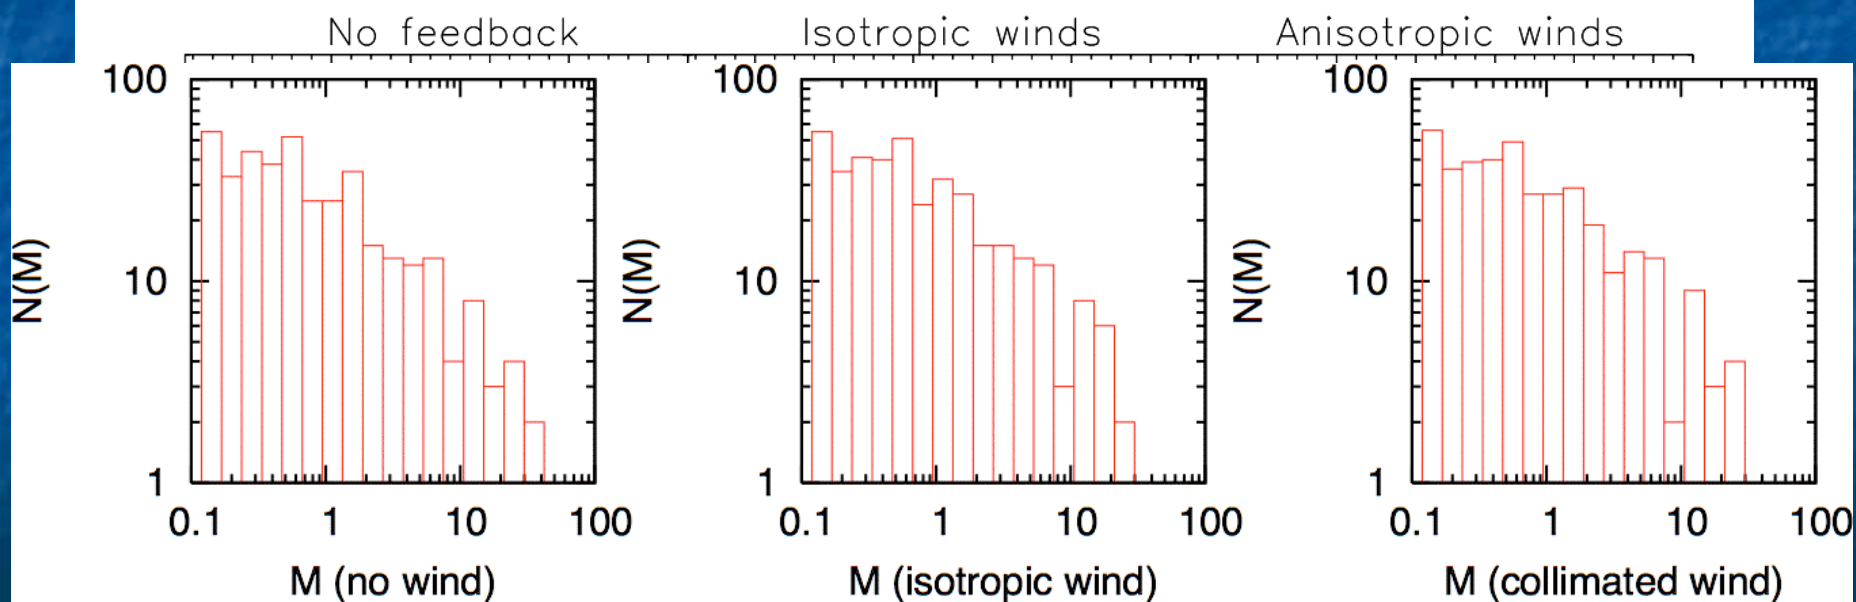 No feedback Isotropic winds Anisotropic winds
100 100 100
N(M) N(M) N(M)
10 10 10
1 1 1
0.1 1 10 100 0.1 1 10 100 0.1 1 10 100
M (no wind) M (isotropic wind) M (collimated wind)